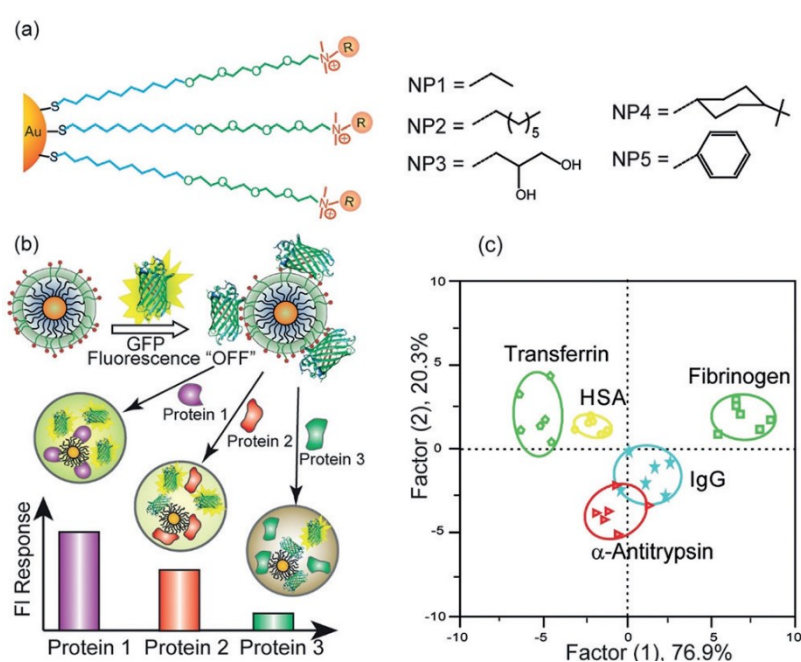 (a)
Au
S
S
S
O
O
O
O
N
R
O
O
O
O
N
R
O
O
O
O
N
R
NP1 =
NP2 =
5
NP3 =
OH
OH
NP4 =
NP5 =
(b)
GFP
Fluorescence “OFF”
Protein 1
Protein 2
Protein 3
FI Response
Protein 1 Protein 2 Protein 3
(c)
Factor (2), 20.3%
10
5
0
-5
-10
Transferrin
HSA
Fibrinogen
IgG
α-Antitrypsin
-10 -5 0 5 10
Factor (1), 76.9%